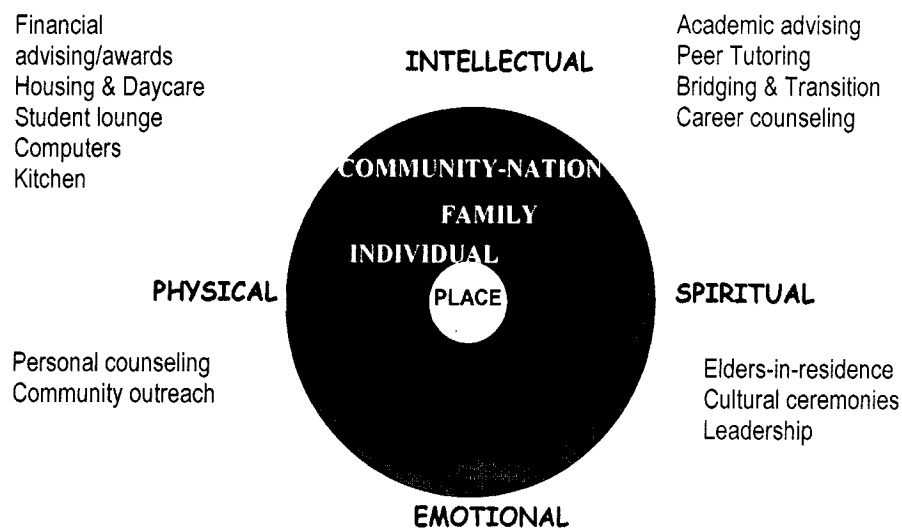 Financial
advising/awards
Housing & Daycare
Student lounge
Computers
Kitchen
INTELLECTUAL
Academic advising
Peer Tutoring
Bridging & Transition
Career counseling
COMMUNITY-NATION
FAMILY
INDIVIDUAL
PHYSICAL
PLACE
SPIRITUAL
Personal counseling
Community outreach
Elders-in-residence
Cultural ceremonies
Leadership
EMOTIONAL